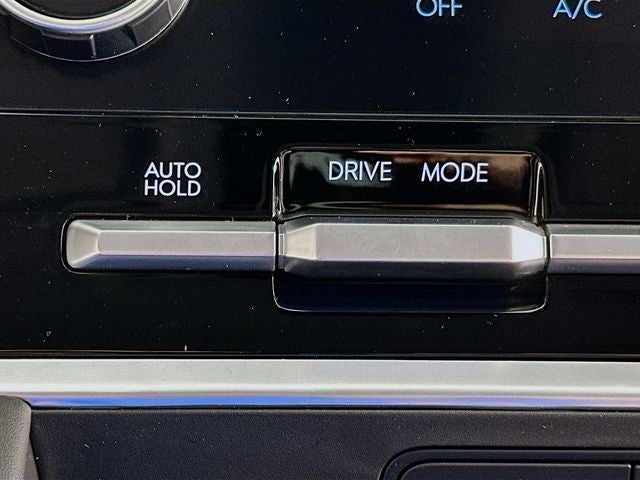 OFF A/C
AUTO
HOLD
DRIVE MODE